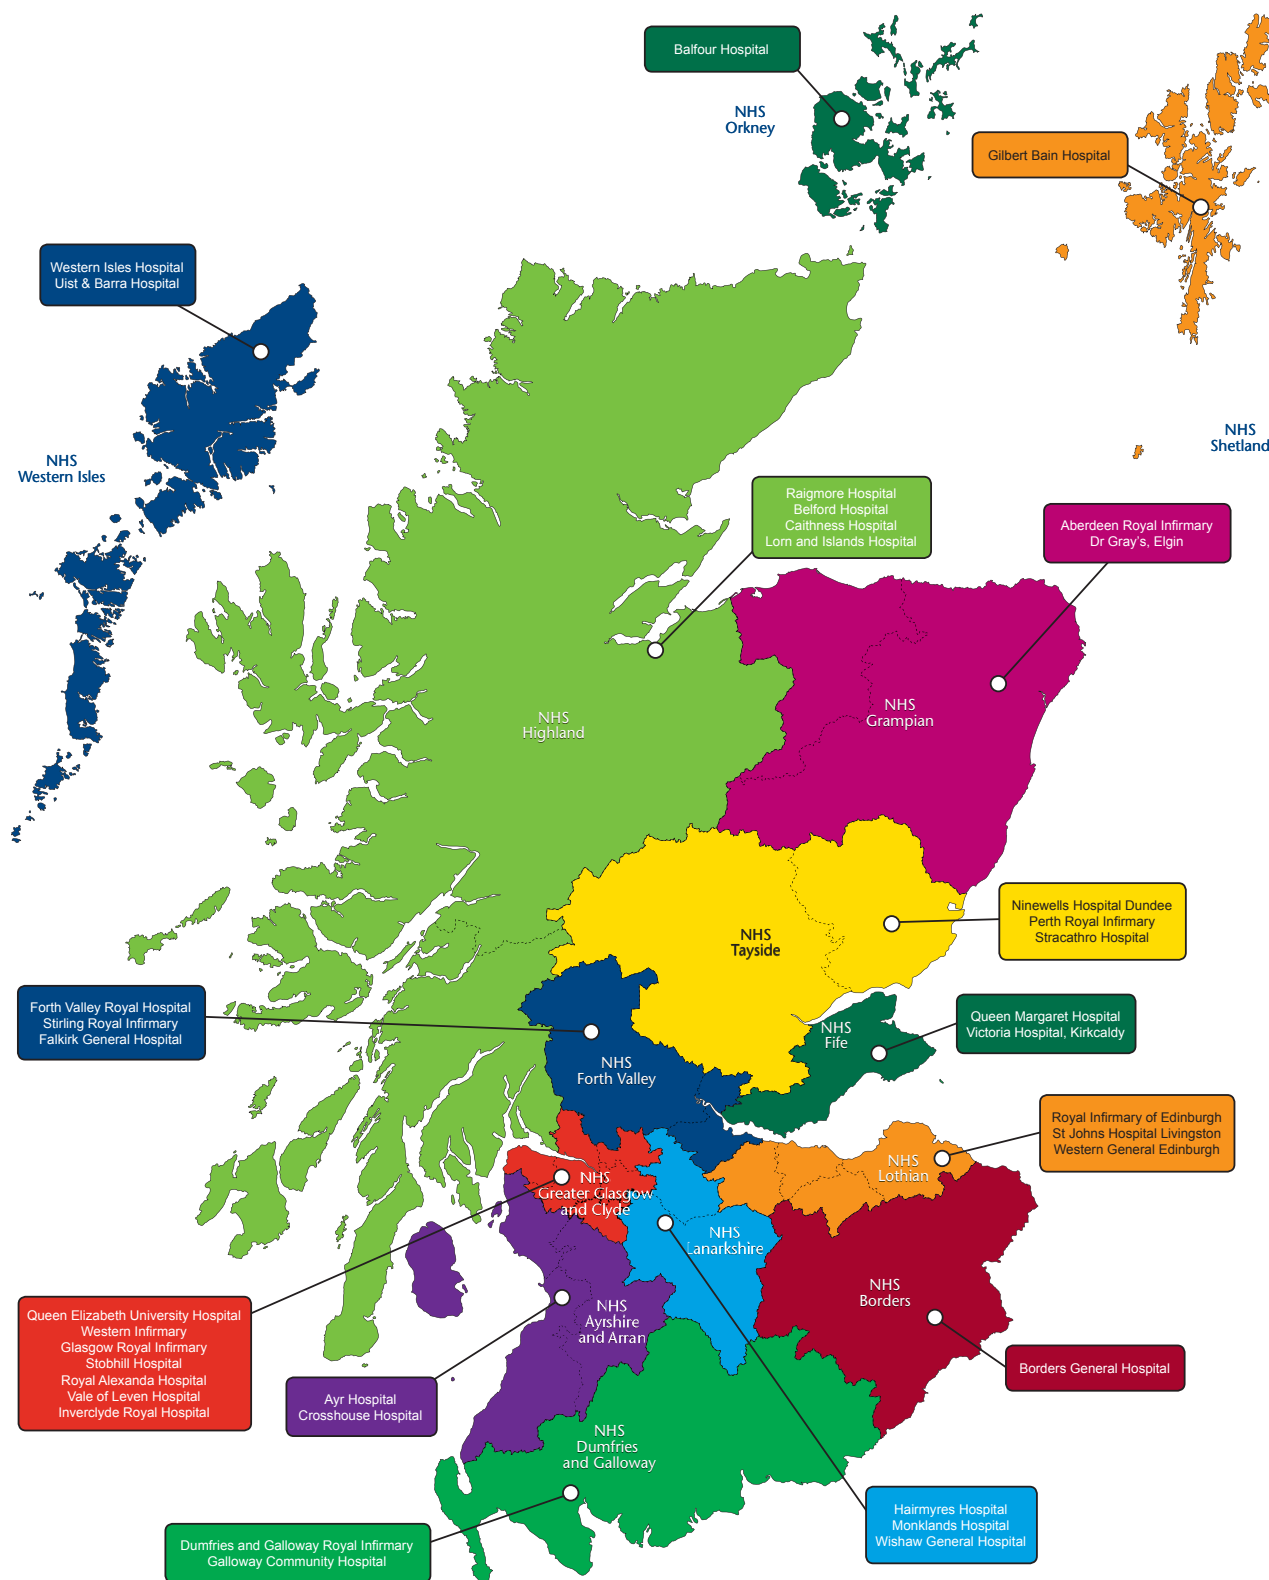 Balfour Hospital
NHS
Orkney
Gilbert Bain Hospital
Western Isles Hospital
Uist & Barra Hospital
NHS
Western Isles
NHS
Shetland
Raigmore Hospital
Belford Hospital
Caithness Hospital
Lorn and Islands Hospital
Aberdeen Royal Infirmary
Dr Gray's, Elgin
NHS
Highland
NHS
Grampian
Ninewells Hospital Dundee
Perth Royal Infirmary
Stracathro Hospital
NHS
Tayside
Forth Valley Royal Hospital
Stirling Royal Infirmary
Falkirk General Hospital
Queen Margaret Hospital
Victoria Hospital, Kirkcaldy
NHS
Fife
NHS
Forth Valley
Royal Infirmary of Edinburgh
St Johns Hospital Livingston
Western General Edinburgh
NHS
Lothian
NHS
Greater Glasgow
and Clyde
NHS
Lanarkshire
NHS
Borders
NHS
Ayrshire
and Arran
Queen Elizabeth University Hospital
Western Infirmary
Glasgow Royal Infirmary
Stobhill Hospital
Royal Alexanda Hospital
Vale of Leven Hospital
Inverclyde Royal Hospital
Ayr Hospital
Crosshouse Hospital
Borders General Hospital
NHS
Dumfries
and Galloway
Hairmyres Hospital
Monklands Hospital
Wishaw General Hospital
Dumfries and Galloway Royal Infirmary
Galloway Community Hospital